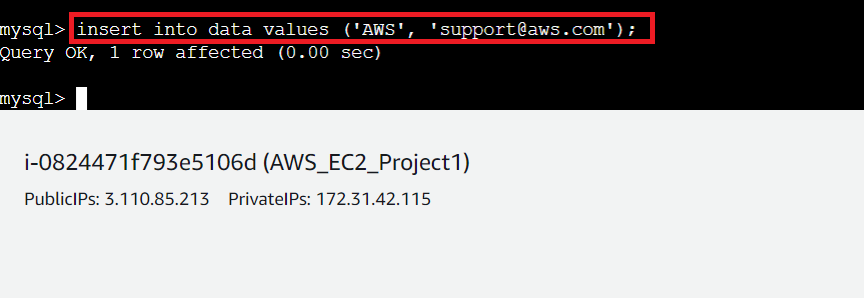 mysql> insert into data values ('AWS', 'support@aws.com');
Query OK, 1 row affected (0.00 sec)
mysql>
i-0824471f793e5106d (AWS_EC2_Project1)
PublicIPs: 3.110.85.213 PrivateIPs: 172.31.42.115